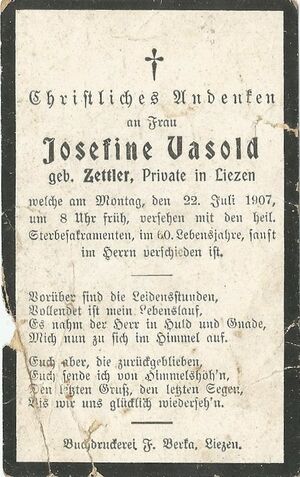 Christliches Andenken
an Frau
Josefine Vasold
geb. Zettler, Private in Liezen
welche am Montag, den 22. Juli 1907,
um 8 Uhr früh, versehen mit den heil.
Sterbesakramenten, im 60. Lebensjahre, sanft
im Herrn verschieden ist.
Vorüber sind die Leidensstunden,
Vollendet ist mein Lebenslauf,
Es nahm der Herr in Huld und Gnade,
Mich nun zu sich im Himmel auf.
Euch aber, die zurückgeblieben,
Euch sende ich von Himmelshöh'n,
Den letzten Gruß, den letzten Segen,
Bis wir uns glücklich wiederseh'n.
Buchdruckerei F. Berka, Liezen.